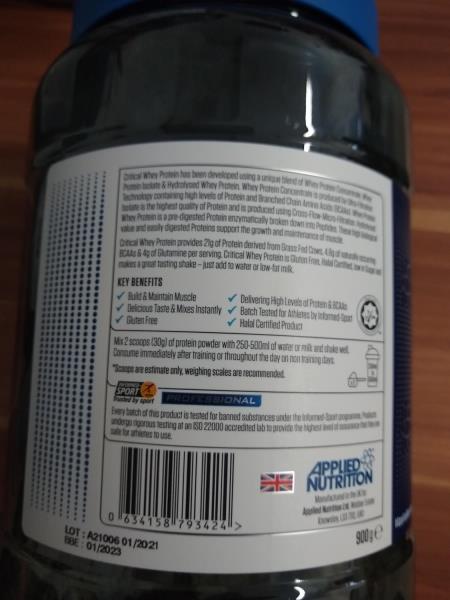 Critical Whey Protein has been developed using a unique blend of Whey Protein Concentrate, Whey
Protein Isolate & Hydrolysed Whey Protein. Whey Protein Concentrate is produced by Ultra-Filtration
Technology containing high levels of Protein and Branched Chain Amino Acids (BCAAs). Whey Protein
Isolate is the highest quality of Protein and is produced using Cross-Flow-Micro-Filtration. Hydrolysed
Whey Protein is a pre-digested Protein enzymatically broken down into Peptides. These high biological
value and easily digested Proteins support the growth and maintenance of muscle.
Critical Whey Protein provides 21g of Protein derived from Grass Fed Cows, 4.6g of naturally occurring
BCAAs & 4g of Glutamine per serving. Critical Whey Protein is Gluten Free, Halal Certified, low in Sugar and
makes a great tasting shake – just add to water or low-fat milk.
KEY BENEFITS
Build & Maintain Muscle
Delicious Taste & Mixes Instantly
Gluten Free
Delivering High Levels of Protein & BCAAs
Batch Tested for Athletes by Informed-Sport
Halal Certified Product
Mix 2 scoops (30g) of protein powder with 250-500ml of water or milk and shake well.
Consume immediately after training or throughout the day on non training days.
*Scoops are estimate only, weighing scales are recommended.
INFORMED
SPORT
Trusted by sport
PROFESSIONAL
Every batch of this product is tested for banned substances under the Informed-Sport programme. Products
undergo rigorous testing at an ISO 22000 accredited lab to provide the highest level of assurance that they are
safe for athletes to use.
APPLIED
NUTRITION
Manufactured in the UK by:
Applied Nutrition Ltd,
Knowsley, L33 7
0 634158 793424 >
900g ℮
LOT : A21006 01/2021
BBE : 01/2023